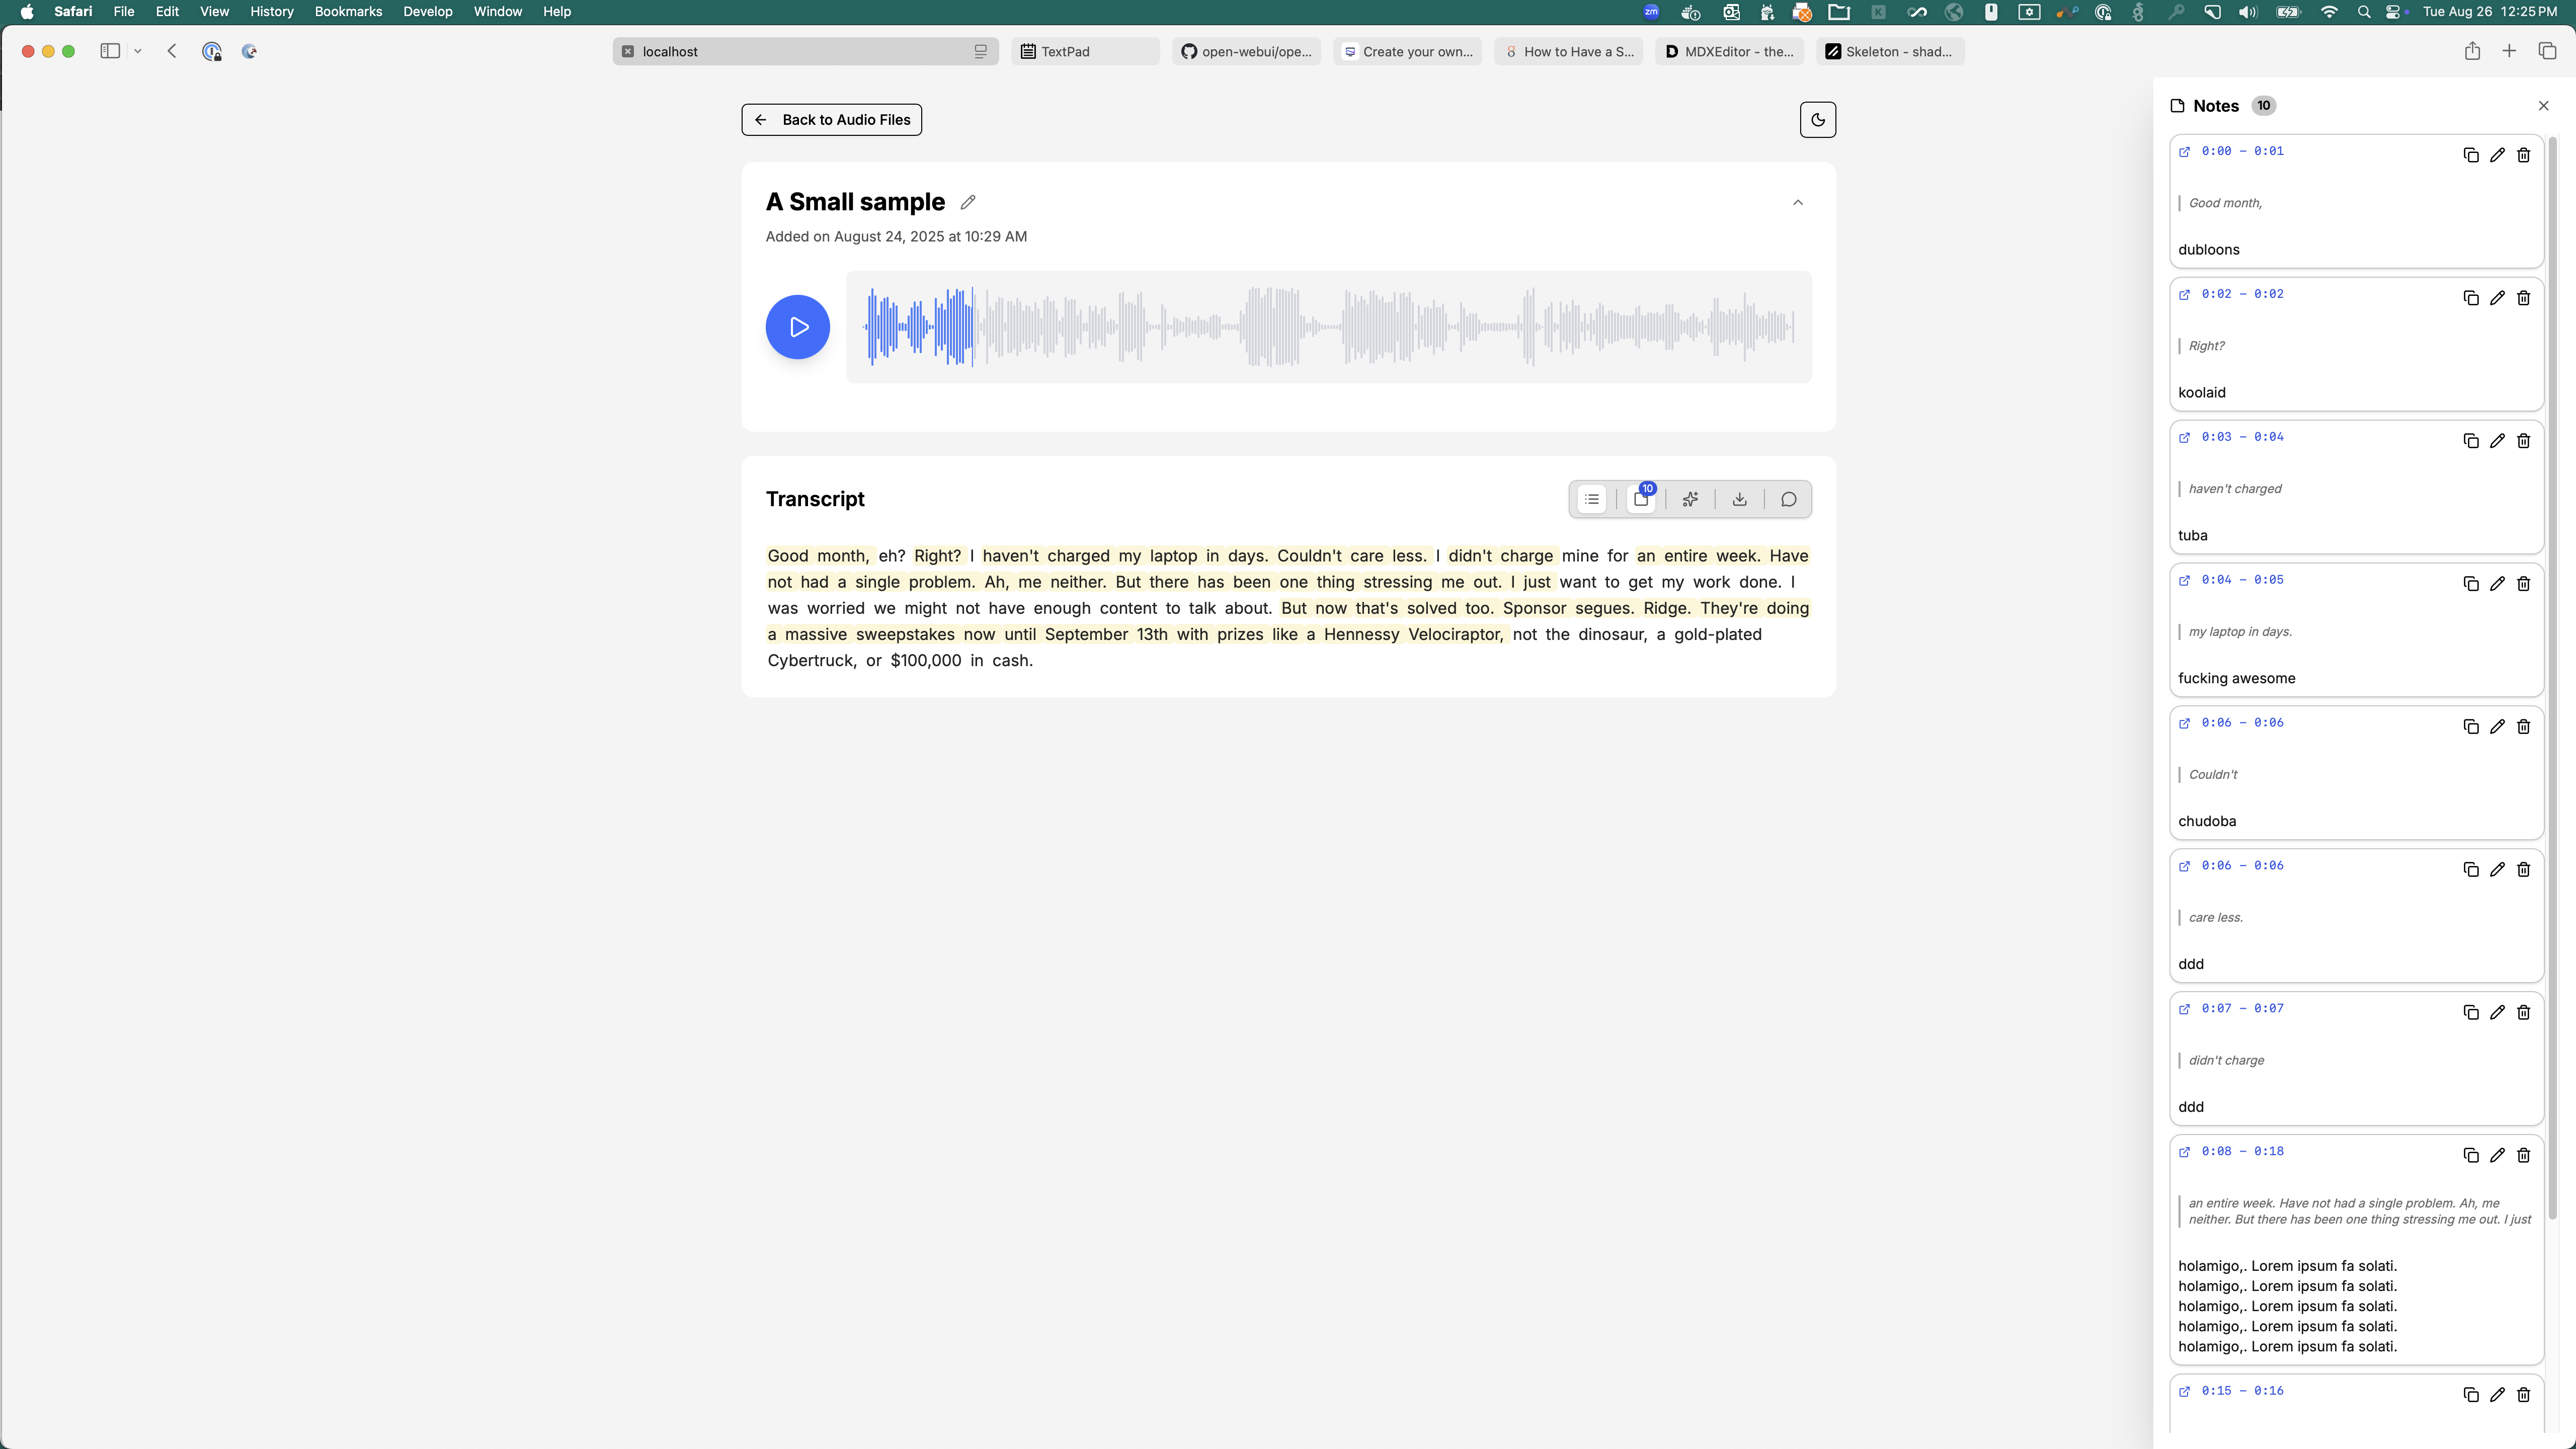 Safari File Edit View History Bookmarks Develop Window Help
zm
Tue Aug 26 12:25 PM
localhost
TextPad
open-webui/ope...
Create your own...
How to Have a S...
MDXEditor - the...
Skeleton - shad...
Back to Audio Files
A Small sample
Added on August 24, 2025 at 10:29 AM
Transcript
10
Good month, eh? Right? I haven't charged my laptop in days. Couldn't care less. I didn't charge mine for an entire week. Have
not had a single problem. Ah, me neither. But there has been one thing stressing me out. I just want to get my work done. I
was worried we might not have enough content to talk about. But now that's solved too. Sponsor segues. Ridge. They're doing
a massive sweepstakes now until September 13th with prizes like a Hennessy Velociraptor, not the dinosaur, a gold-plated
Cybertruck, or $100,000 in cash.
Notes 10
0:00 – 0:01
Good month,
dubloons
0:02 – 0:02
Right?
koolaid
0:03 – 0:04
haven't charged
tuba
0:04 – 0:05
my laptop in days.
fucking awesome
0:06 – 0:06
Couldn't
chudoba
0:06 – 0:06
care less.
ddd
0:07 – 0:07
didn't charge
ddd
0:08 – 0:18
an entire week. Have not had a single problem. Ah, me
neither. But there has been one thing stressing me out. I just
holamigo,. Lorem ipsum fa solati.
holamigo,. Lorem ipsum fa solati.
holamigo,. Lorem ipsum fa solati.
holamigo,. Lorem ipsum fa solati.
holamigo,. Lorem ipsum fa solati.
0:15 – 0:16